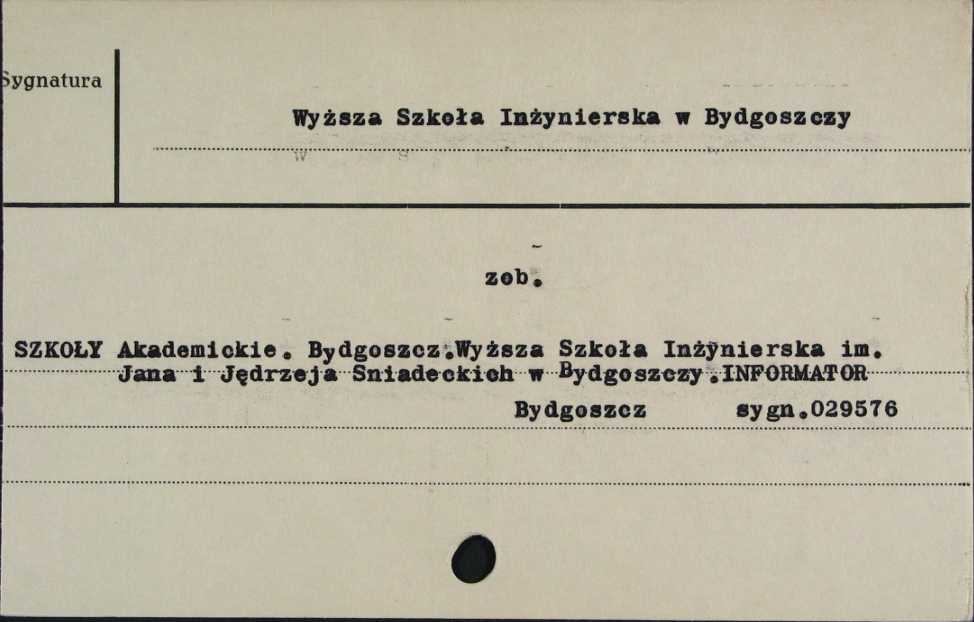 Sygnatura
Wyższa Szkoła Inżynierska w Bydgoszczy
zob.
SZKOŁY Akademickie. Bydgoszcz.Wyższa Szkoła Inżynierska im.
Jana i Jędrzeja Sniadeckich w Bydgoszczy.INFORMATOR
Bydgoszcz sygn.029576